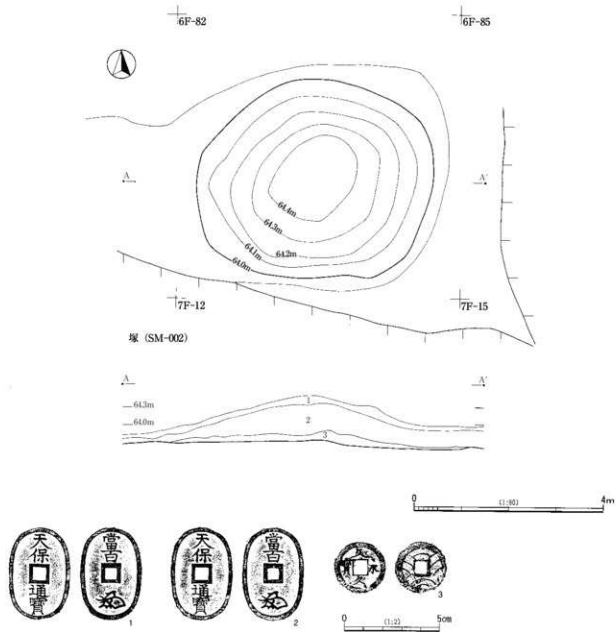 6F-82
6F-85
A
A′
64.4m
64.3m
64.2m
64.1m
64.0m
7F-12
7F-15
塚 (SM-002)
A
A′
64.3m
64.0m
1
2
3
0
(1:80)
4m
天保通寳
當百
1
天保通寳
當百
2
3
0
(1:2)
5cm